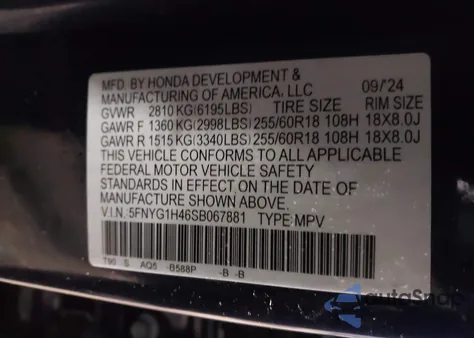 MFD. BY HONDA DEVELOPMENT &
MANUFACTURING OF AMERICA, LLC 09/'24
GVWR 2810 KG(6195LBS) TIRE SIZE RIM SIZE
GAWR F 1360 KG(2998LBS) 255/60R18 108H 18X8.0J
GAWR R 1515 KG(3340LBS) 255/60R18 108H 18X8.0J
THIS VEHICLE CONFORMS TO ALL APPLICABLE
FEDERAL MOTOR VEHICLE SAFETY
STANDARDS IN EFFECT ON THE DATE OF
MANUFACTURE SHOWN ABOVE.
V.I.N. 5FNYG1H46SB067881 TYPE:MPV
T90 S AQ5 -B588P -B -B
autoSnap